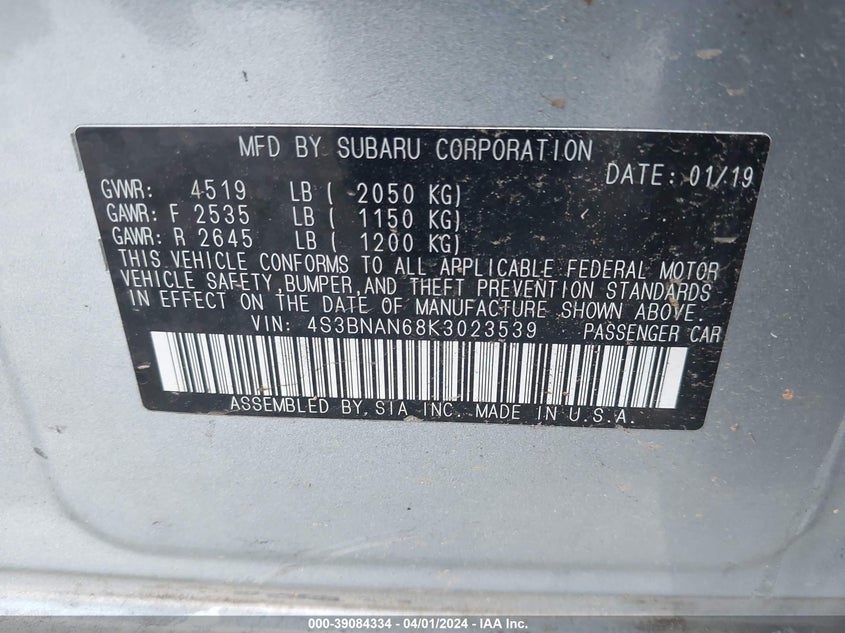 MFD BY SUBARU CORPORATION
DATE: 01/19
GVWR: 4519 LB ( 2050 KG)
GAWR: F 2535 LB ( 1150 KG)
GAWR: R 2645 LB ( 1200 KG)
THIS VEHICLE CONFORMS TO ALL APPLICABLE FEDERAL MOTOR
VEHICLE SAFETY, BUMPER, AND THEFT PREVENTION STANDARDS
IN EFFECT ON THE DATE OF MANUFACTURE SHOWN ABOVE.
VIN: 4S3BNAN68K3023539 PASSENGER CAR
ASSEMBLED BY SIA INC. MADE IN U.S.A.
000-39084334 - 04/01/2024 - IAA Inc.